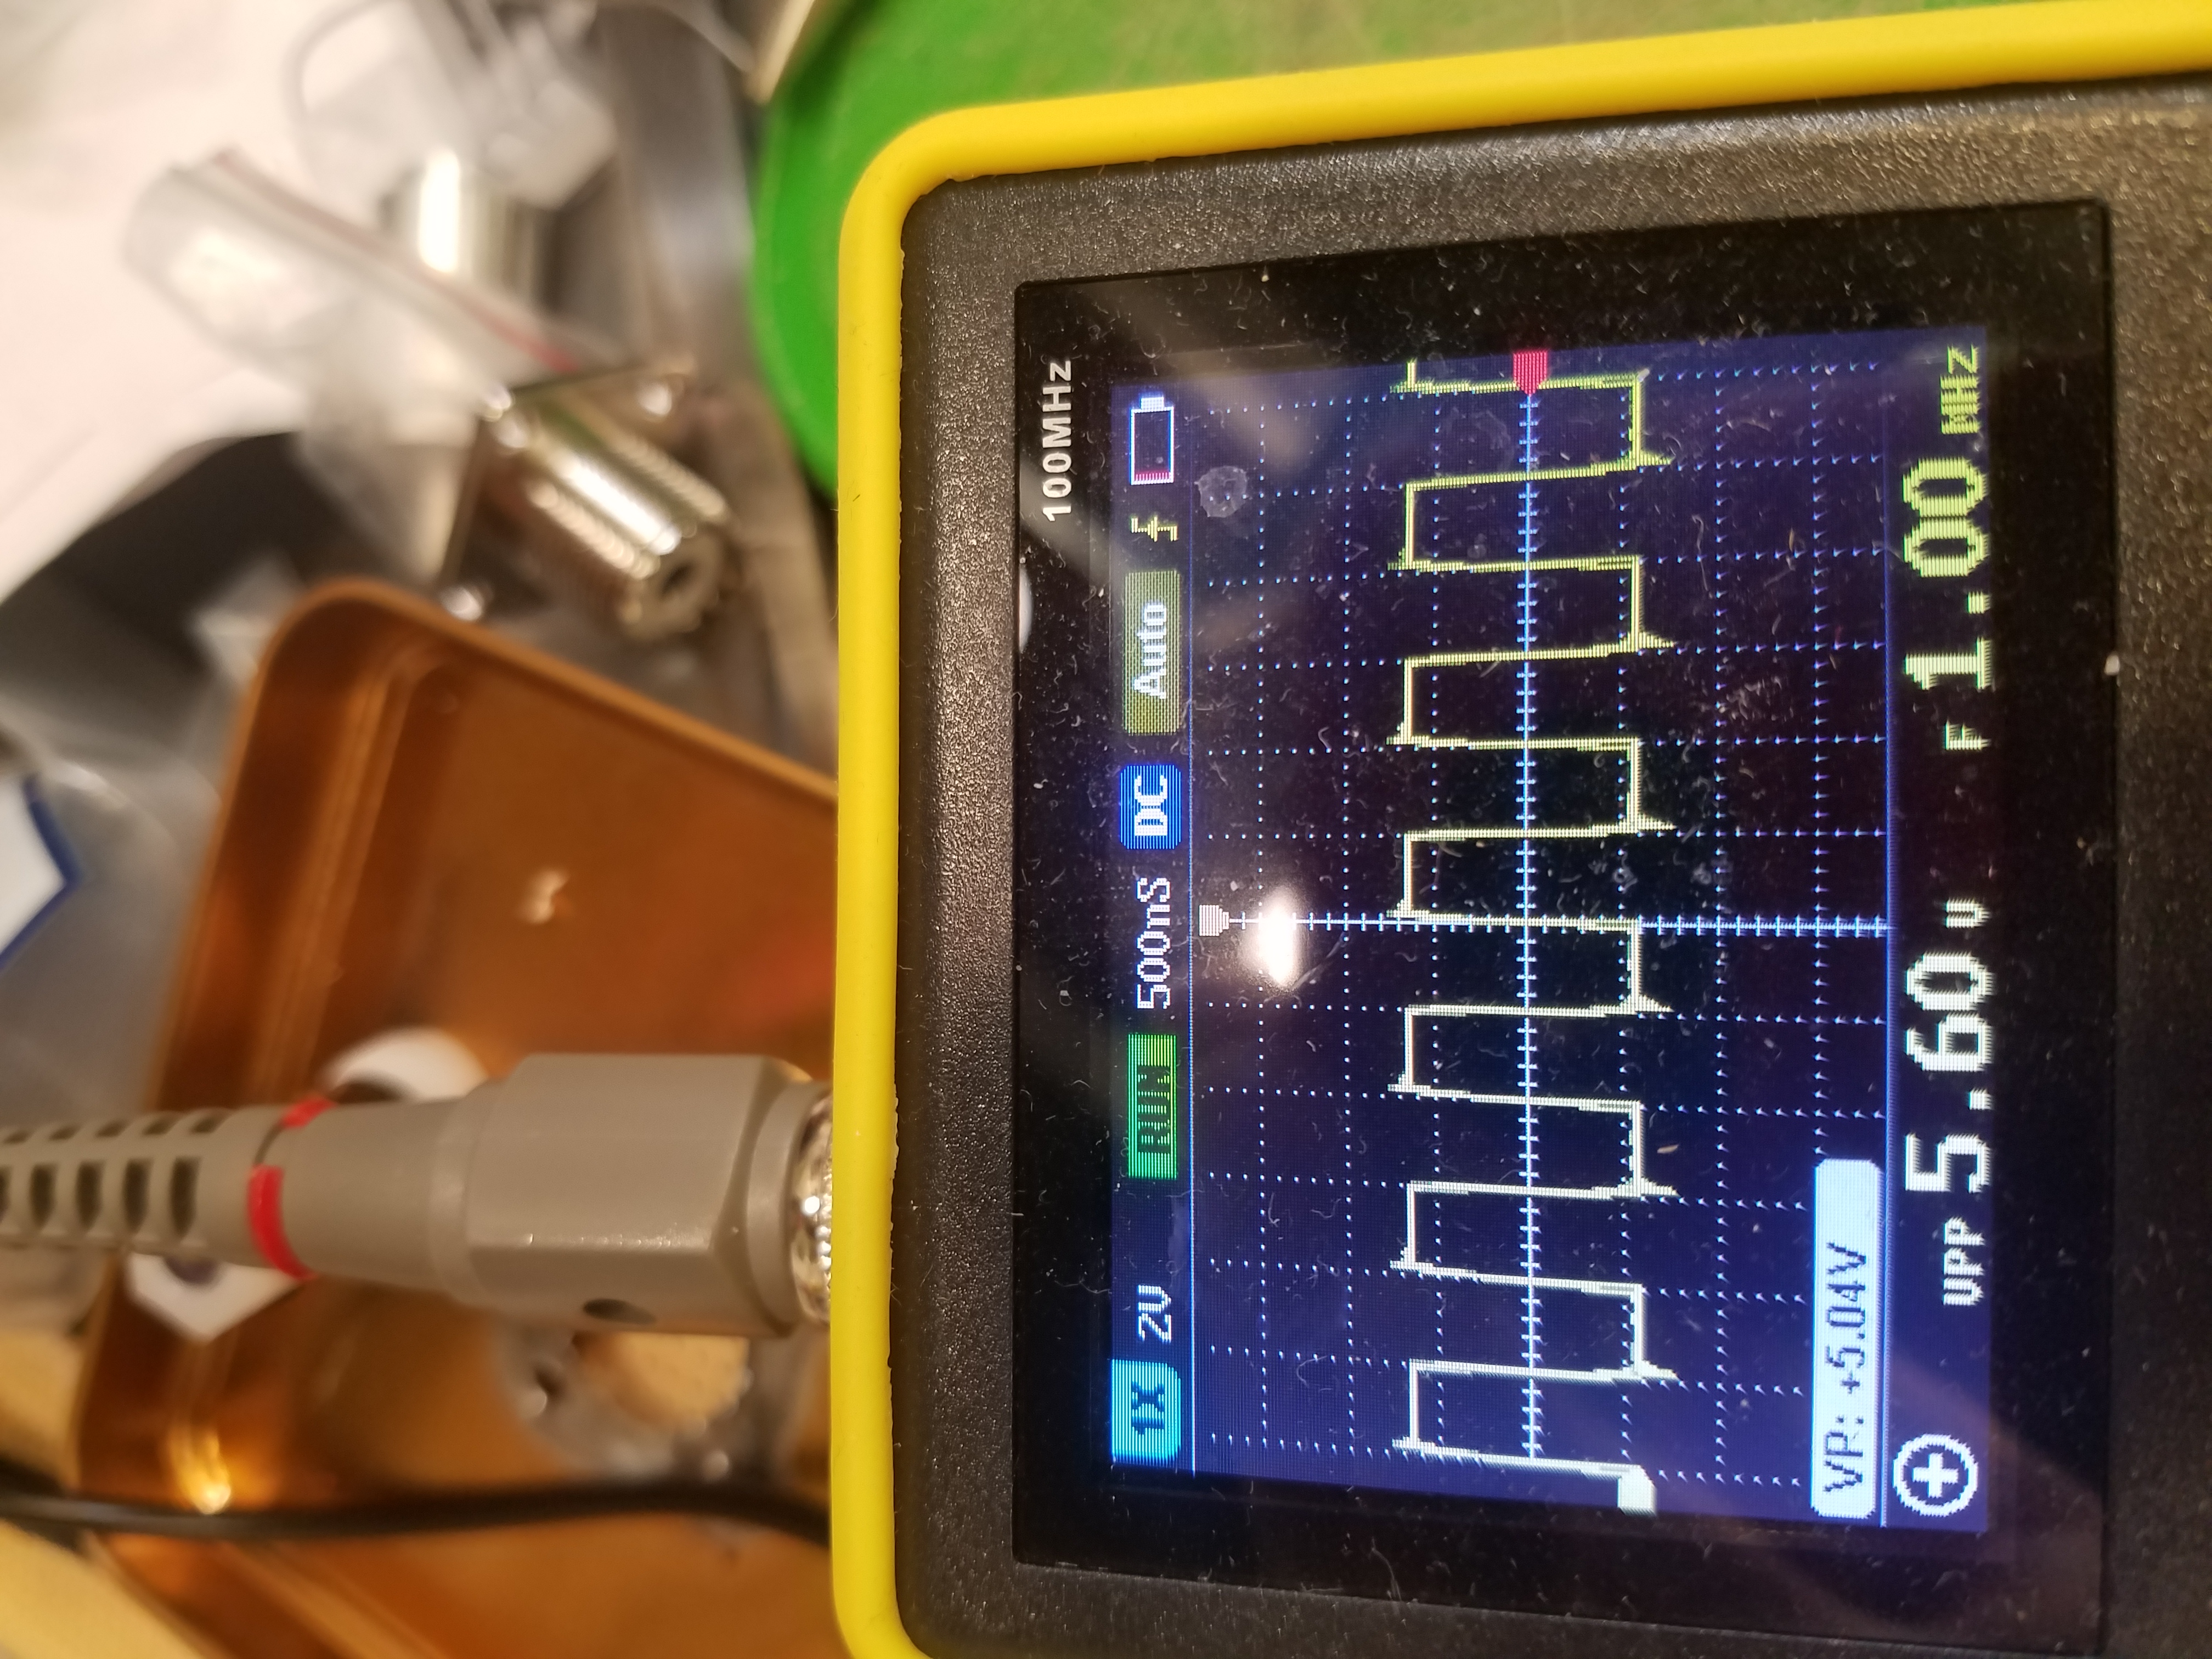 100MHz
1X 2V RUN 500nS DC Auto
VP: +5.04V
UPP 5.60 U F 1.00 MHz